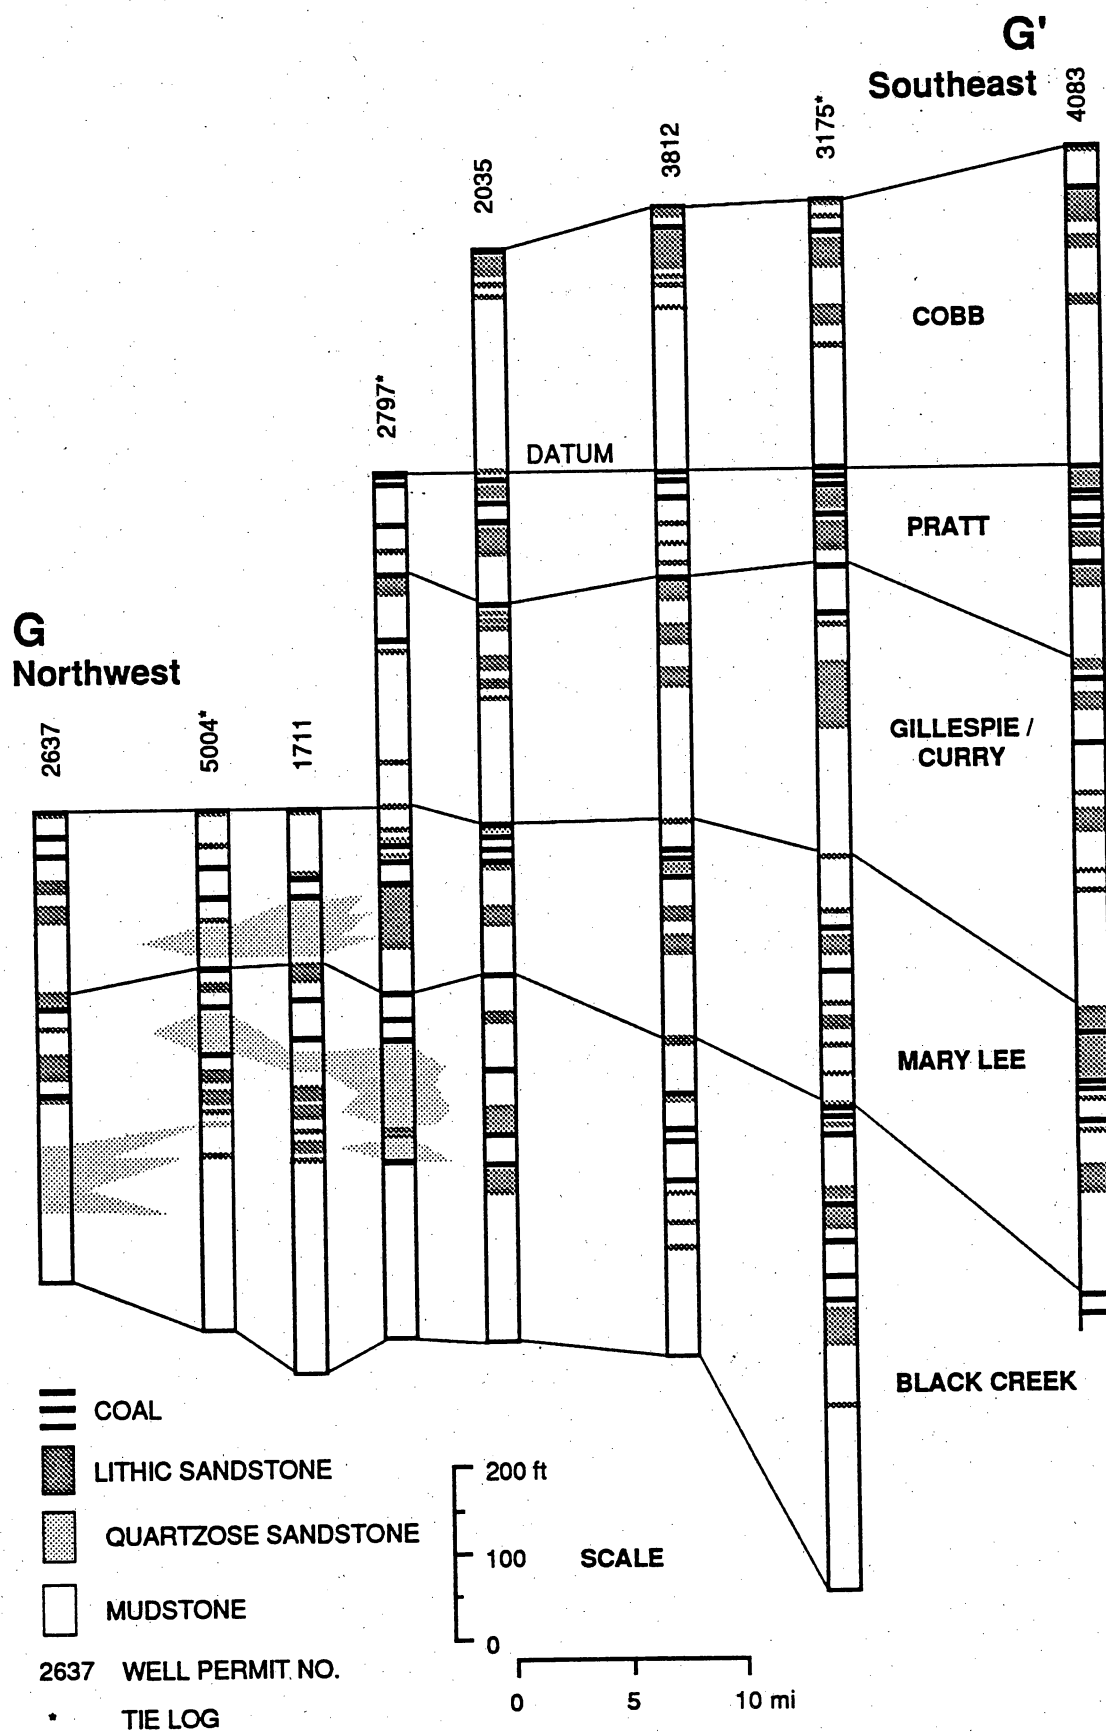 G'
Southeast
4083
3175*
3812
2035
COBB
2797*
DATUM
PRATT
G
Northwest
2637
5004*
1711
GILLESPIE /
CURRY
MARY LEE
BLACK CREEK
COAL
LITHIC SANDSTONE
QUARTZOSE SANDSTONE
MUDSTONE
2637 WELL PERMIT NO.
* TIE LOG
200 ft
100
0
SCALE
0 5 10 mi